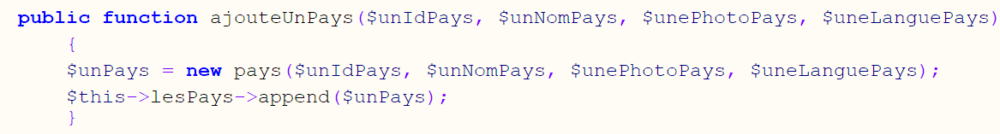 public function ajouteUnPays($unIdPays, $unNomPays, $unePhotoPays, $uneLanguePays)
{
$unPays = new pays($unIdPays, $unNomPays, $unePhotoPays, $uneLanguePays);
$this->lesPays->append($unPays);
}